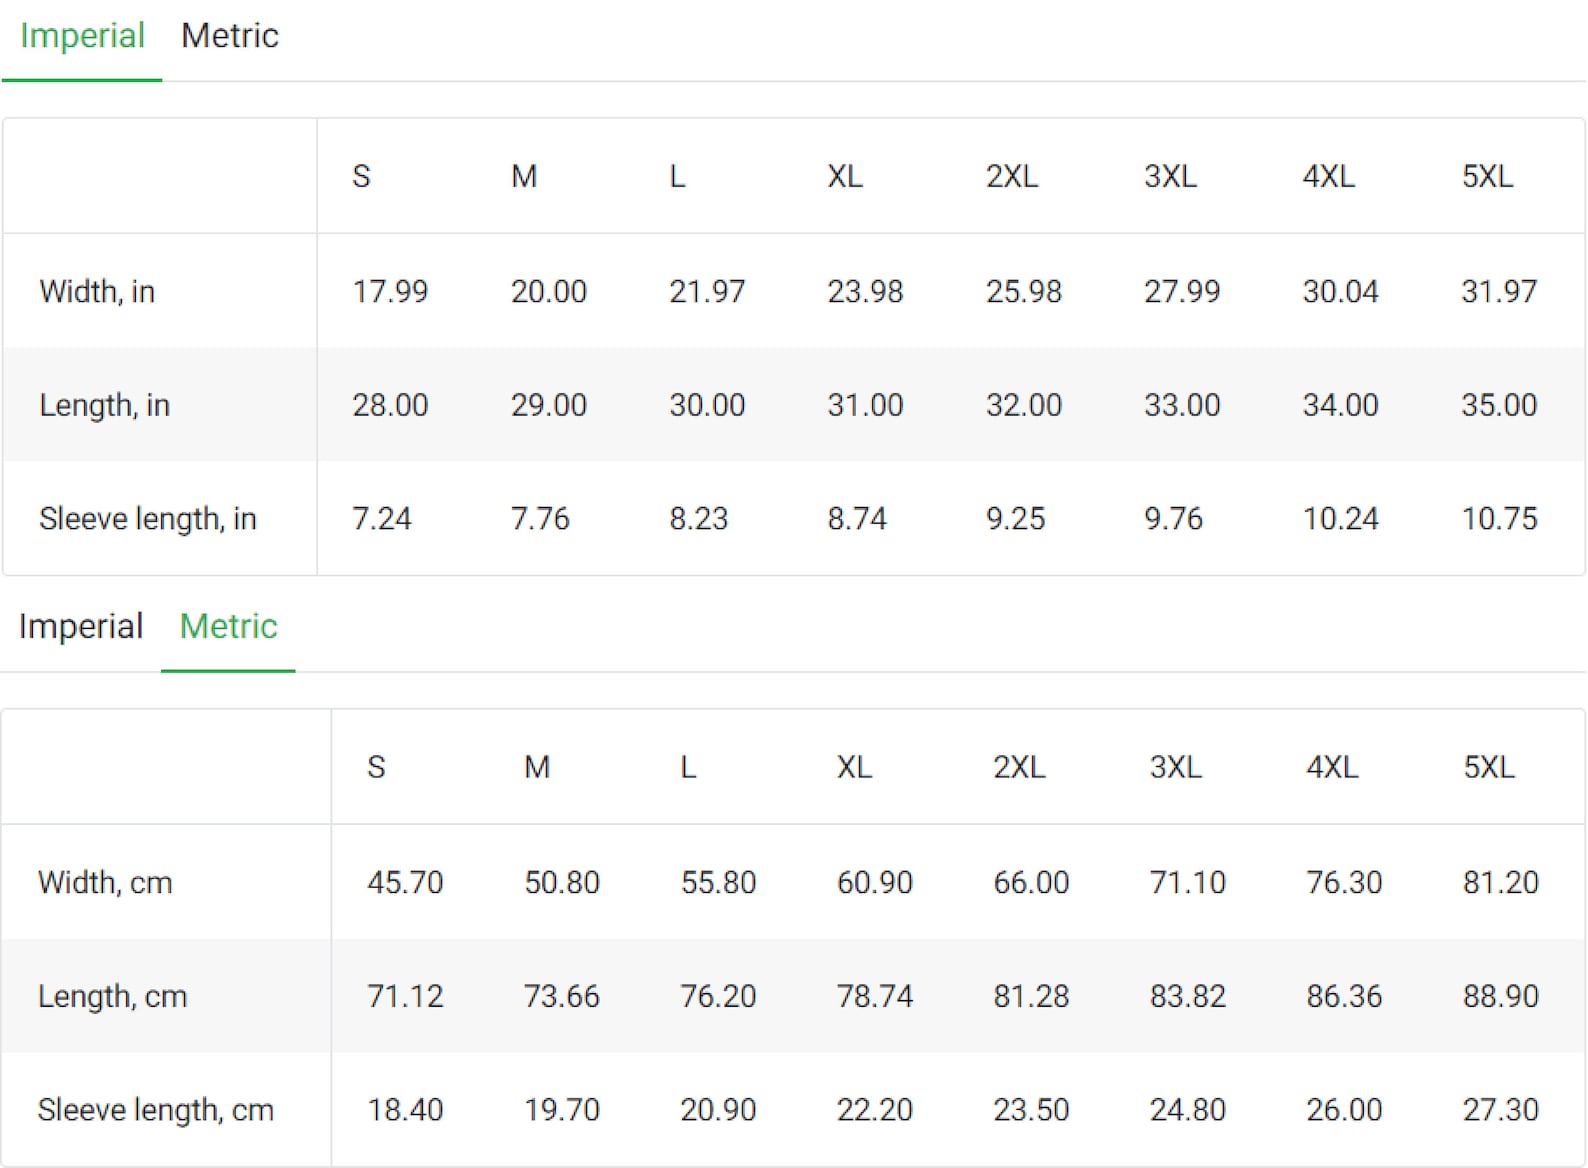 Imperial Metric
S M L XL 2XL 3XL 4XL 5XL
Width, in 17.99 20.00 21.97 23.98 25.98 27.99 30.04 31.97
Length, in 28.00 29.00 30.00 31.00 32.00 33.00 34.00 35.00
Sleeve length, in 7.24 7.76 8.23 8.74 9.25 9.76 10.24 10.75
Imperial Metric
S M L XL 2XL 3XL 4XL 5XL
Width, cm 45.70 50.80 55.80 60.90 66.00 71.10 76.30 81.20
Length, cm 71.12 73.66 76.20 78.74 81.28 83.82 86.36 88.90
Sleeve length, cm 18.40 19.70 20.90 22.20 23.50 24.80 26.00 27.30